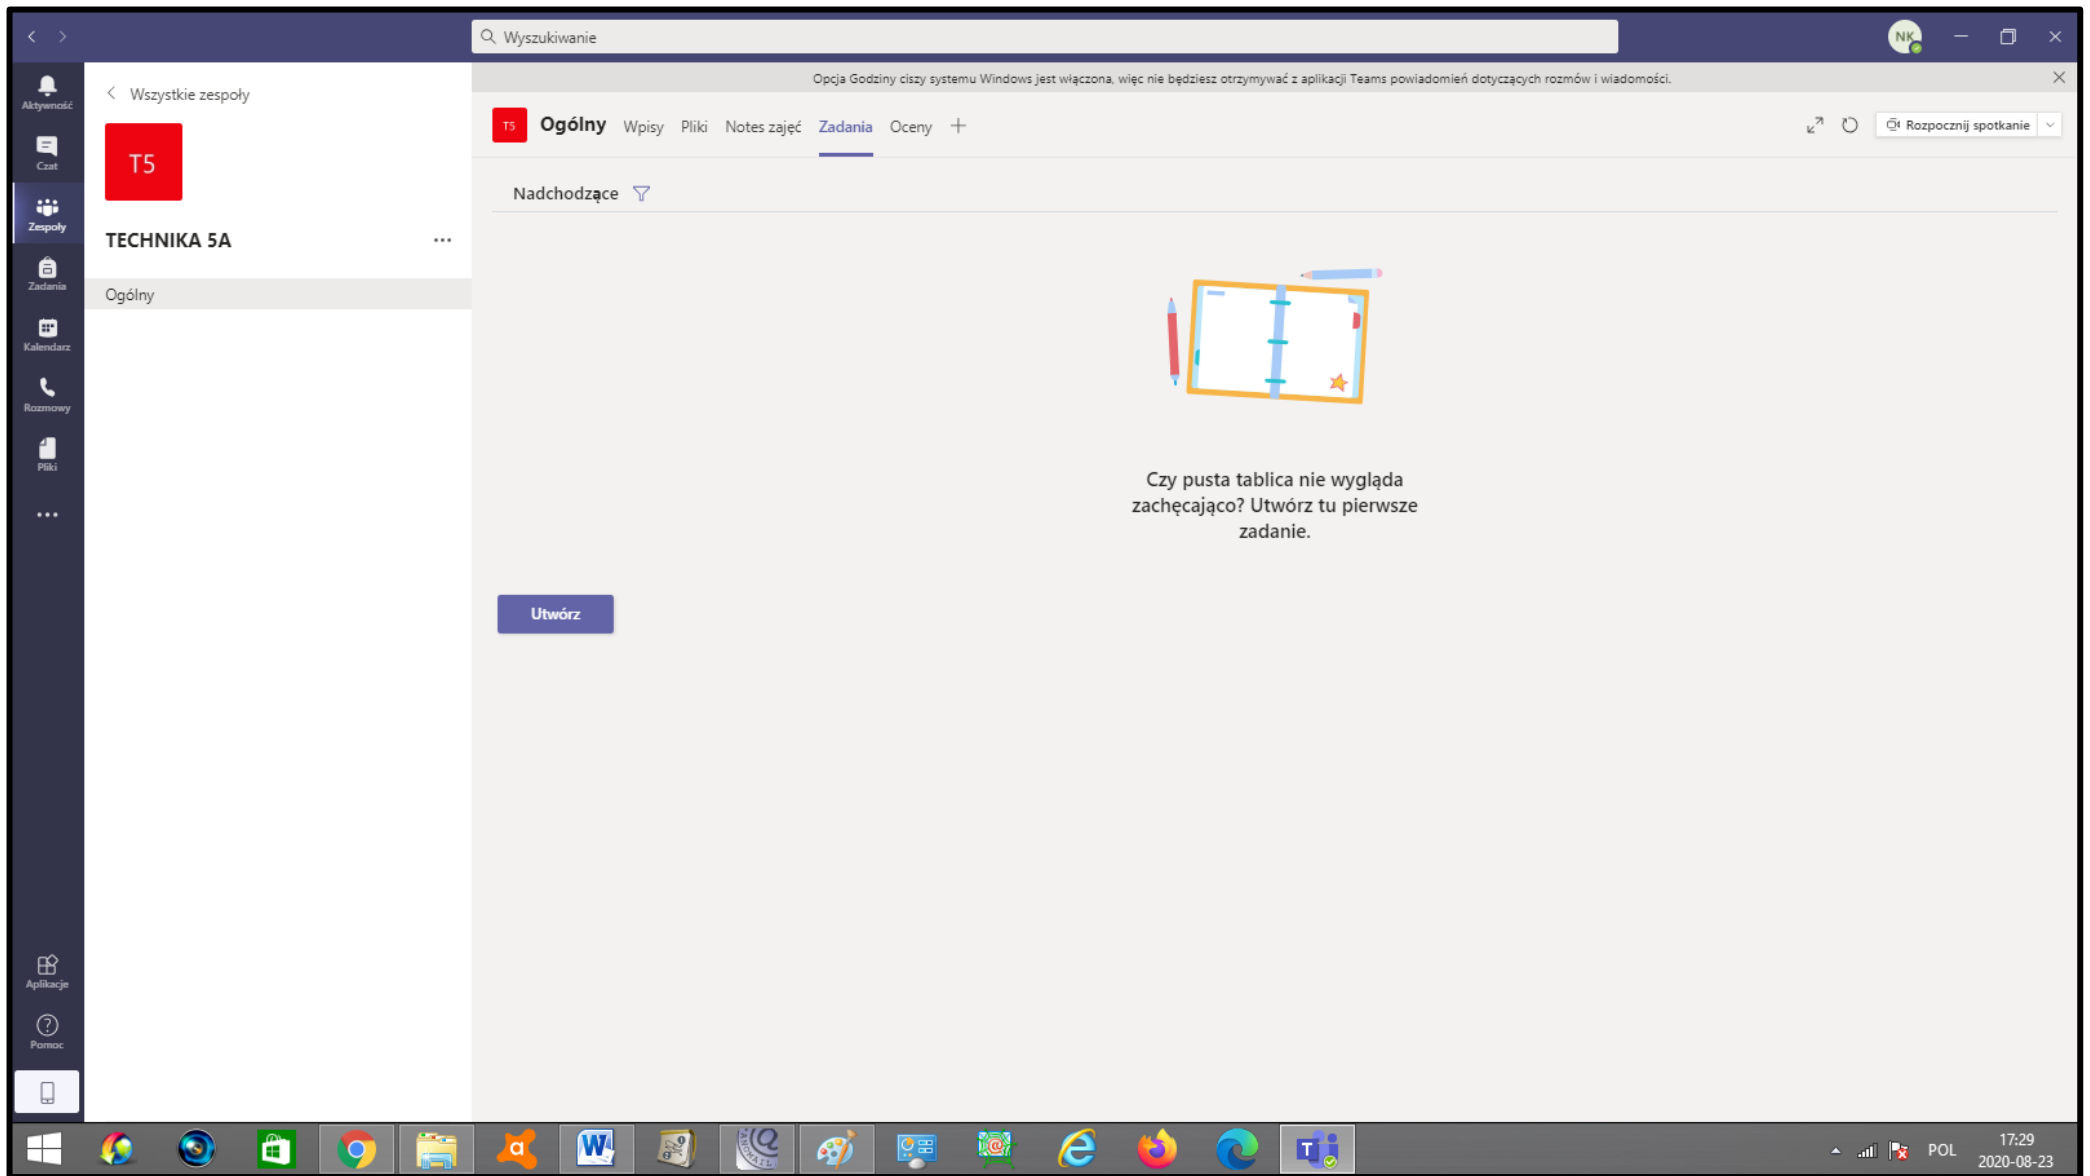 Wyszukiwanie
NK
Opcja Godziny ciszy systemu Windows jest włączona, więc nie będziesz otrzymywać z aplikacji Teams powiadomień dotyczących rozmów i wiadomości.
Aktywność
Czat
Zespoły
Zadania
Kalendarz
Rozmowy
Pliki
Aplikacje
Pomoc
Wszystkie zespoły
T5
TECHNIKA 5A
Ogólny
T5 Ogólny Wpisy Pliki Notes zajęć Zadania Oceny
Rozpocznij spotkanie
Nadchodzące
Czy pusta tablica nie wygląda
zachęcająco? Utwórz tu pierwsze
zadanie.
Utwórz
POL
17:29
2020-08-23